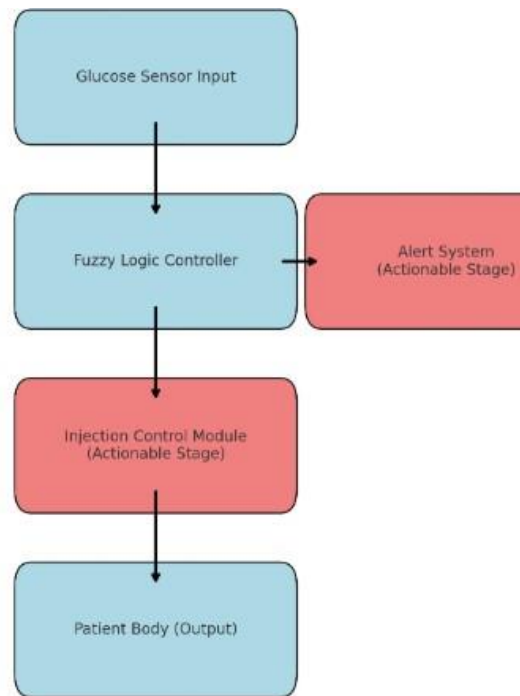 Glucose Sensor Input
Fuzzy Logic Controller
Alert System
(Actionable Stage)
Injection Control Module
(Actionable Stage)
Patient Body (Output)